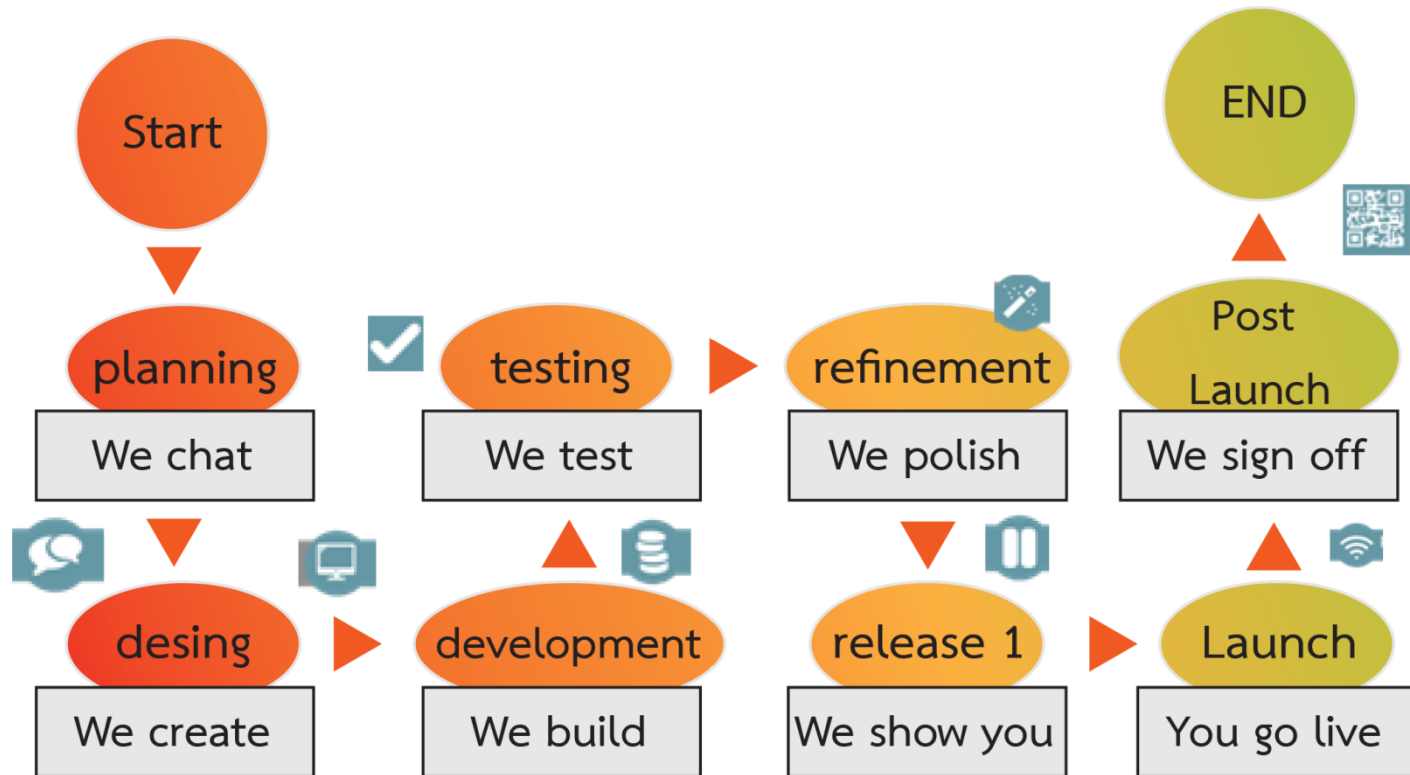 Start
planning
We chat
desing
We create
development
We build
testing
We test
refinement
We polish
release 1
We show you
Launch
You go live
Post
Launch
We sign off
END